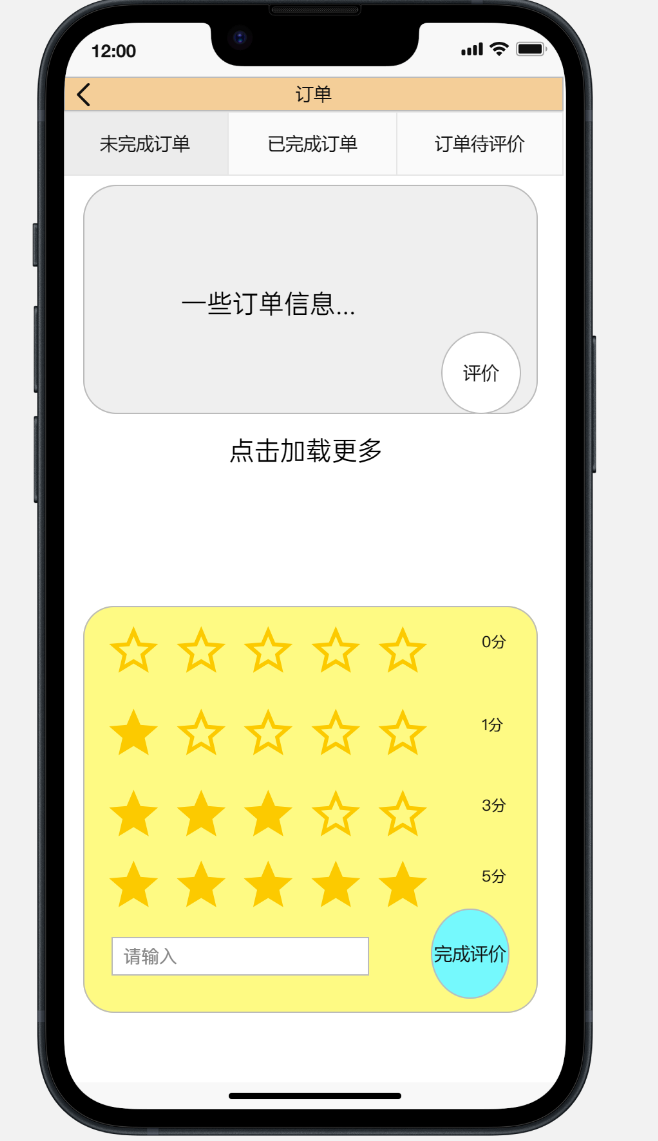 12:00
订单
未完成订单 已完成订单 订单待评价
一些订单信息...
评价
点击加载更多
0分
1分
3分
5分
请输入
完成评价